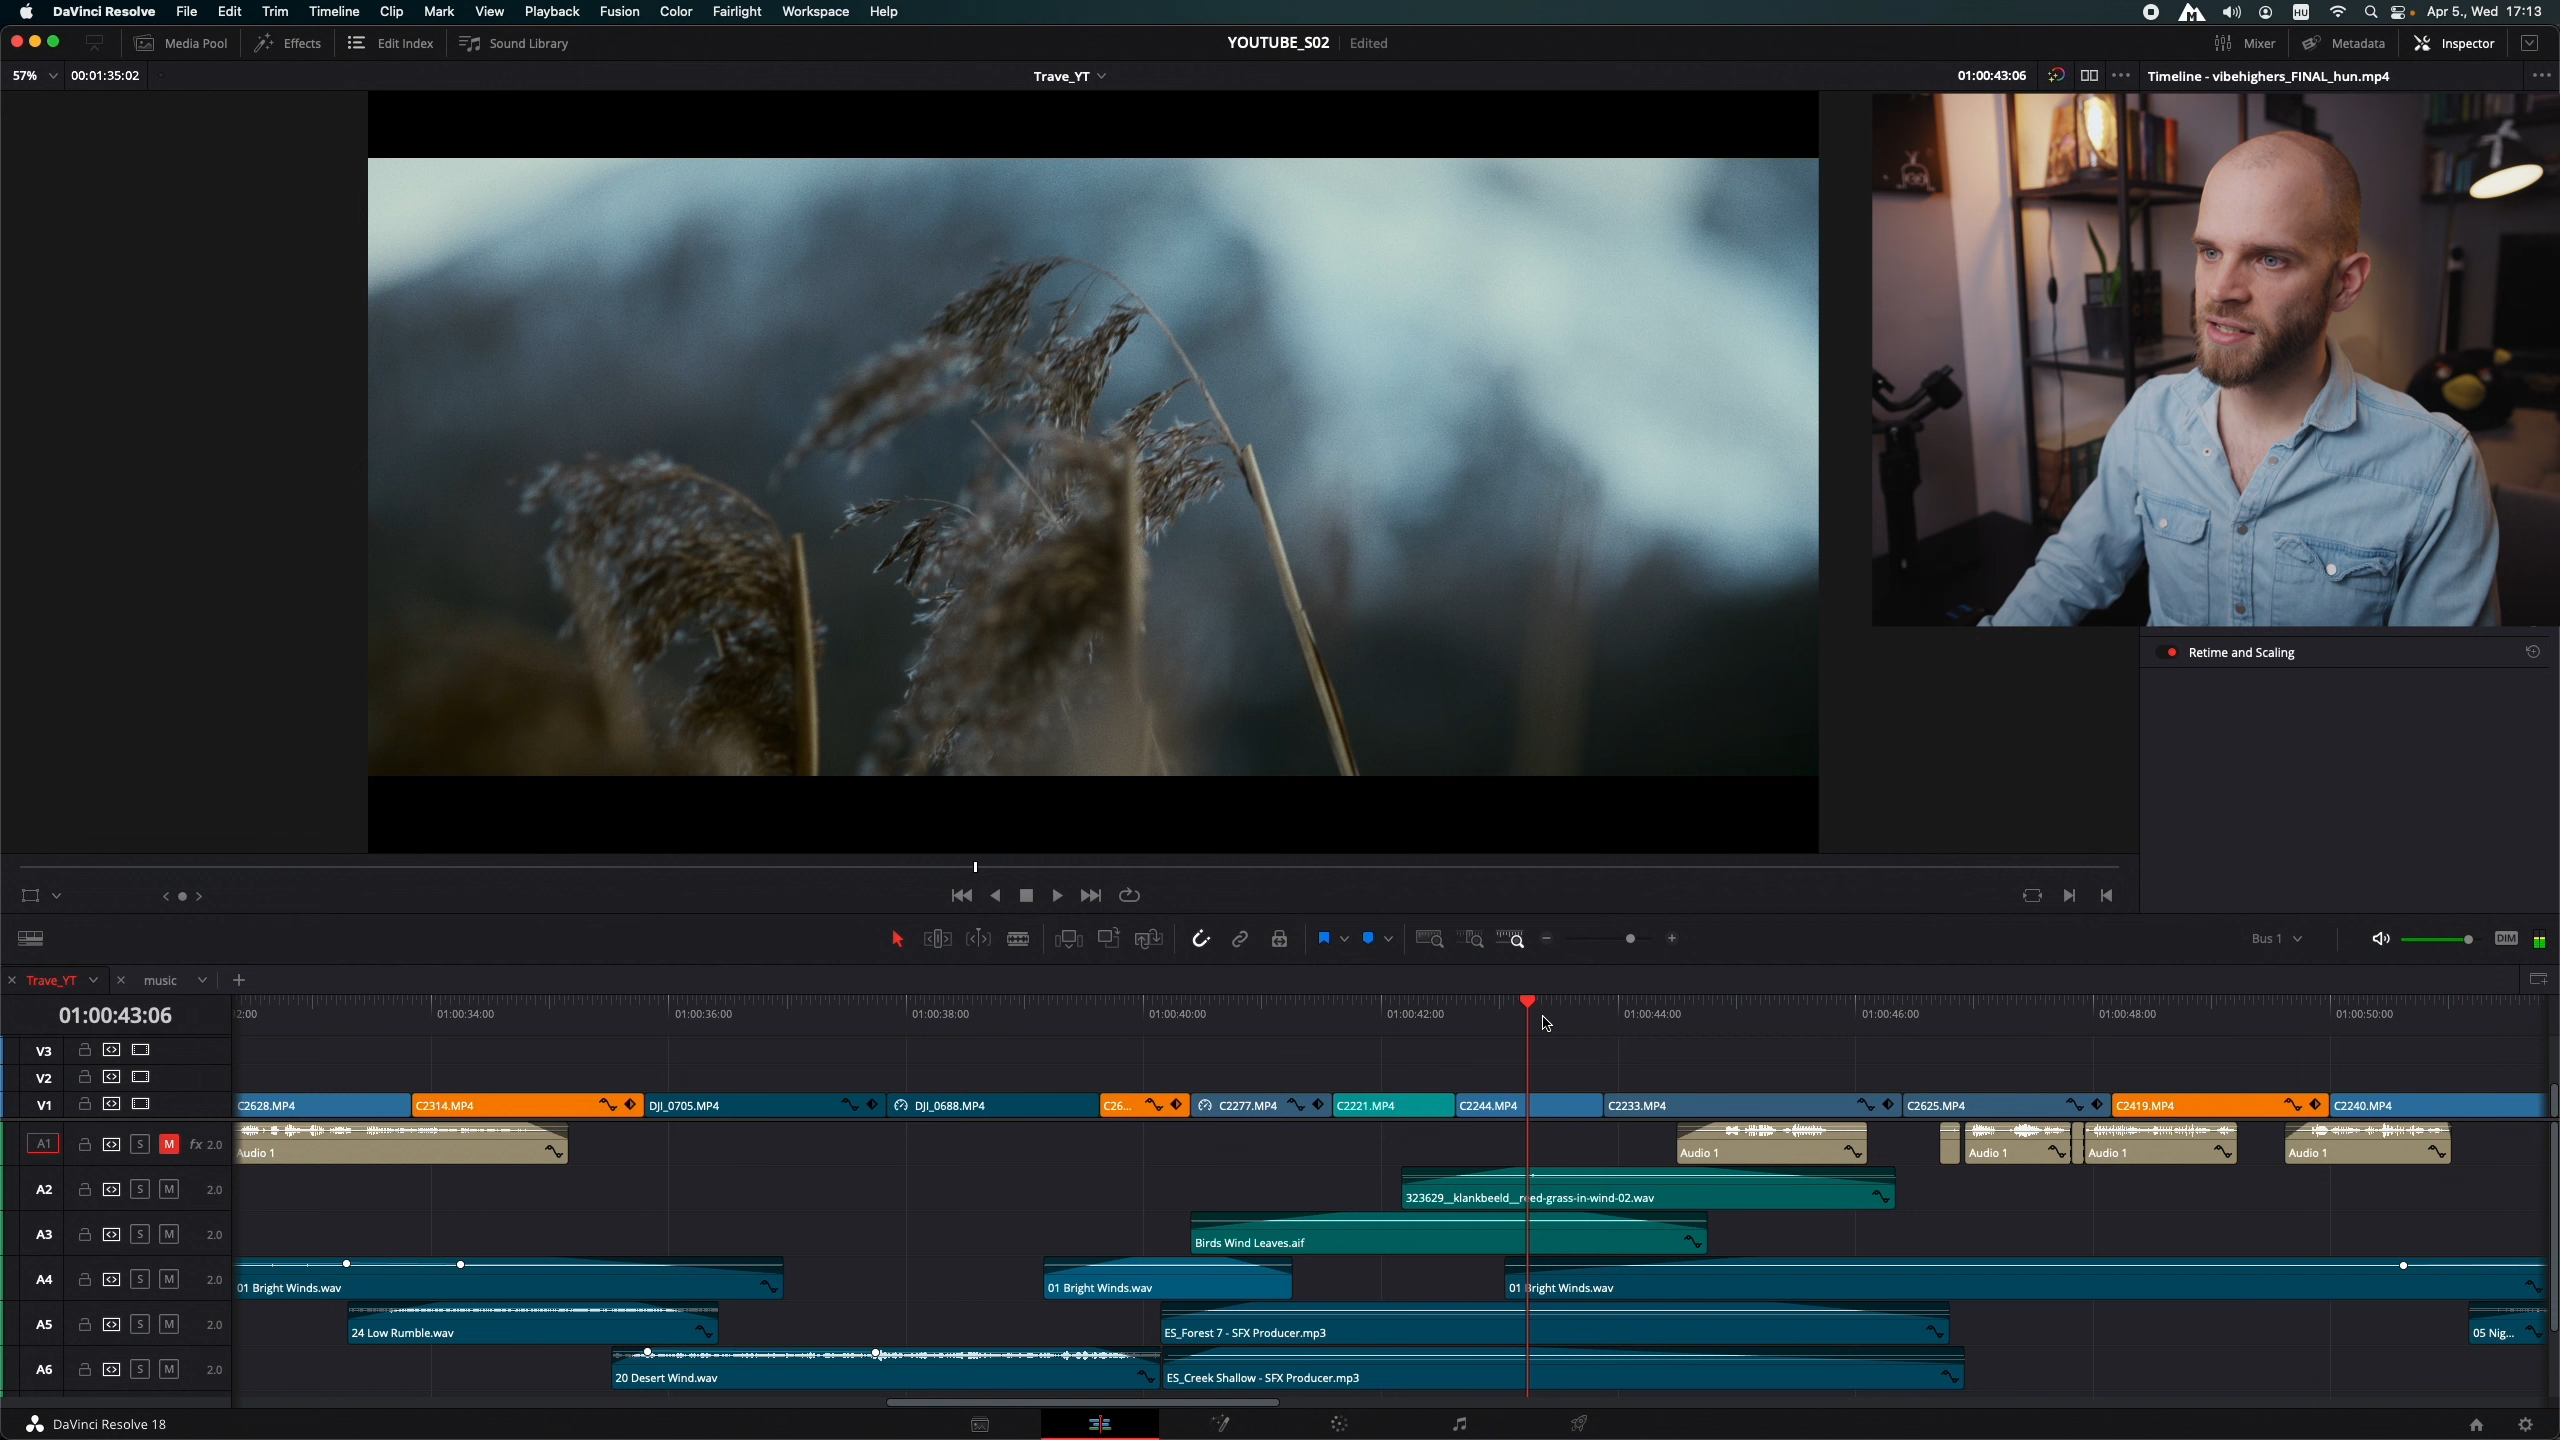 DaVinci Resolve File Edit Trim Timeline Clip Mark View Playback Fusion Color Fairlight Workspace Help HU Apr 5., Wed 17:13
Media Pool Effects Edit Index Sound Library YOUTUBE_S02 Edited Mixer Metadata Inspector
57% 00:01:35:02 Trave_YT 01:00:43:06 Timeline - vibehighers_FINAL_hun.mp4
Retime and Scaling
Bus 1 DIM
Trave_YT music
01:00:43:06 2:00 01:00:34:00 01:00:36:00 01:00:38:00 01:00:40:00 01:00:42:00 01:00:44:00 01:00:46:00 01:00:48:00 01:00:50:00
V3
V2
V1 C2628.MP4 C2314.MP4 DJI_0705.MP4 DJI_0688.MP4 C26... C2277.MP4 C2221.MP4 C2244.MP4 C2233.MP4 C2625.MP4 C2419.MP4 C2240.MP4
A1 S M fx 2.0 Audio 1 Audio 1 Audio 1 Audio 1 Audio 1
A2 S M 2.0 323629__klankbeeld__reed-grass-in-wind-02.wav
A3 S M 2.0 Birds Wind Leaves.aif
A4 S M 2.0 01 Bright Winds.wav 01 Bright Winds.wav 01 Bright Winds.wav
A5 S M 2.0 24 Low Rumble.wav ES_Forest 7 - SFX Producer.mp3 05 Nig...
A6 S M 2.0 20 Desert Wind.wav ES_Creek Shallow - SFX Producer.mp3
DaVinci Resolve 18